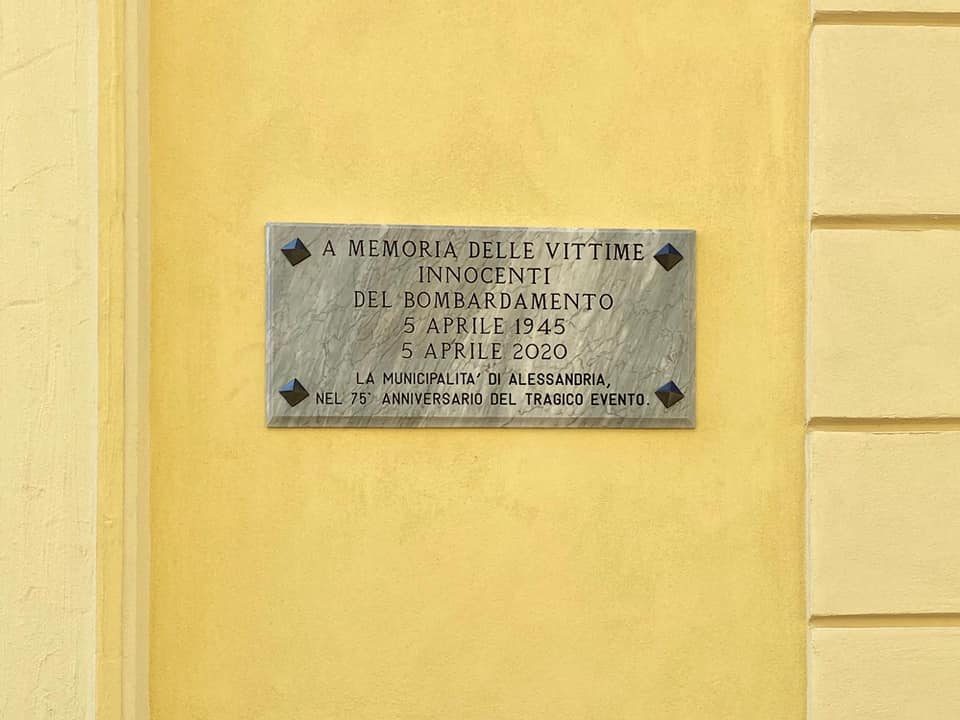 A MEMORIA DELLE VITTIME
INNOCENTI
DEL BOMBARDAMENTO
5 APRILE 1945
5 APRILE 2020
LA MUNICIPALITA' DI ALESSANDRIA,
NEL 75° ANNIVERSARIO DEL TRAGICO EVENTO.